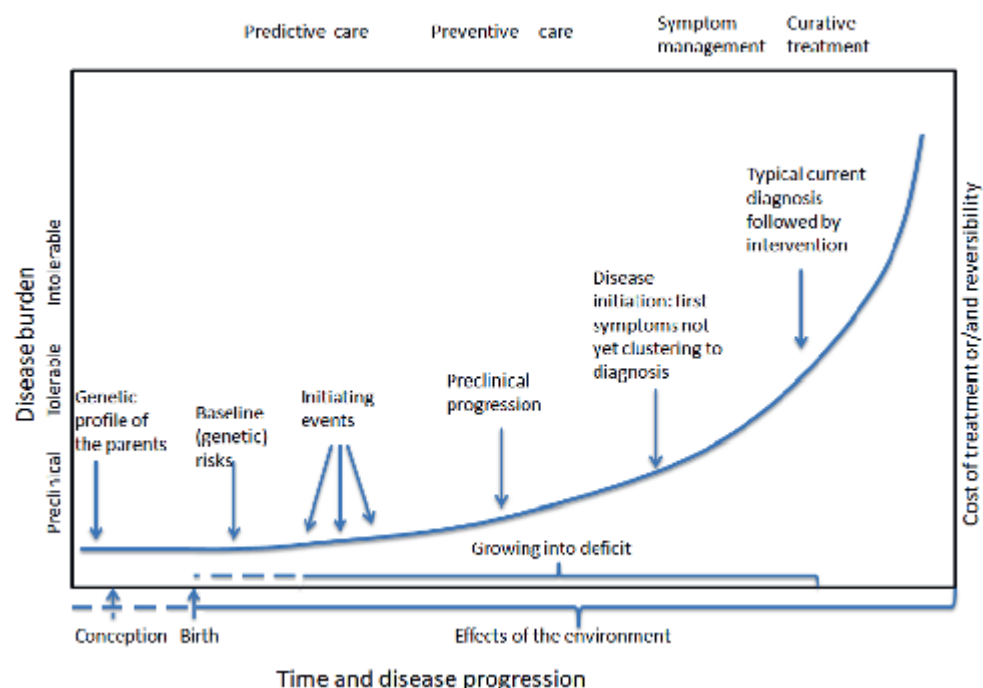 Predictive care
Preventive care
Symptom
management
Curative
treatment
Disease burden
Preclinical
Tolerable
Intolerable
Genetic
profile of
the parents
Baseline
(genetic)
risks
Initiating
events
Preclinical
progression
Disease
initiation: first
symptoms not
yet clustering to
diagnosis
Typical current
diagnosis
followed by
intervention
Cost of treatment or/and reversibility
Growing into deficit
Conception
Birth
Effects of the environment
Time and disease progression